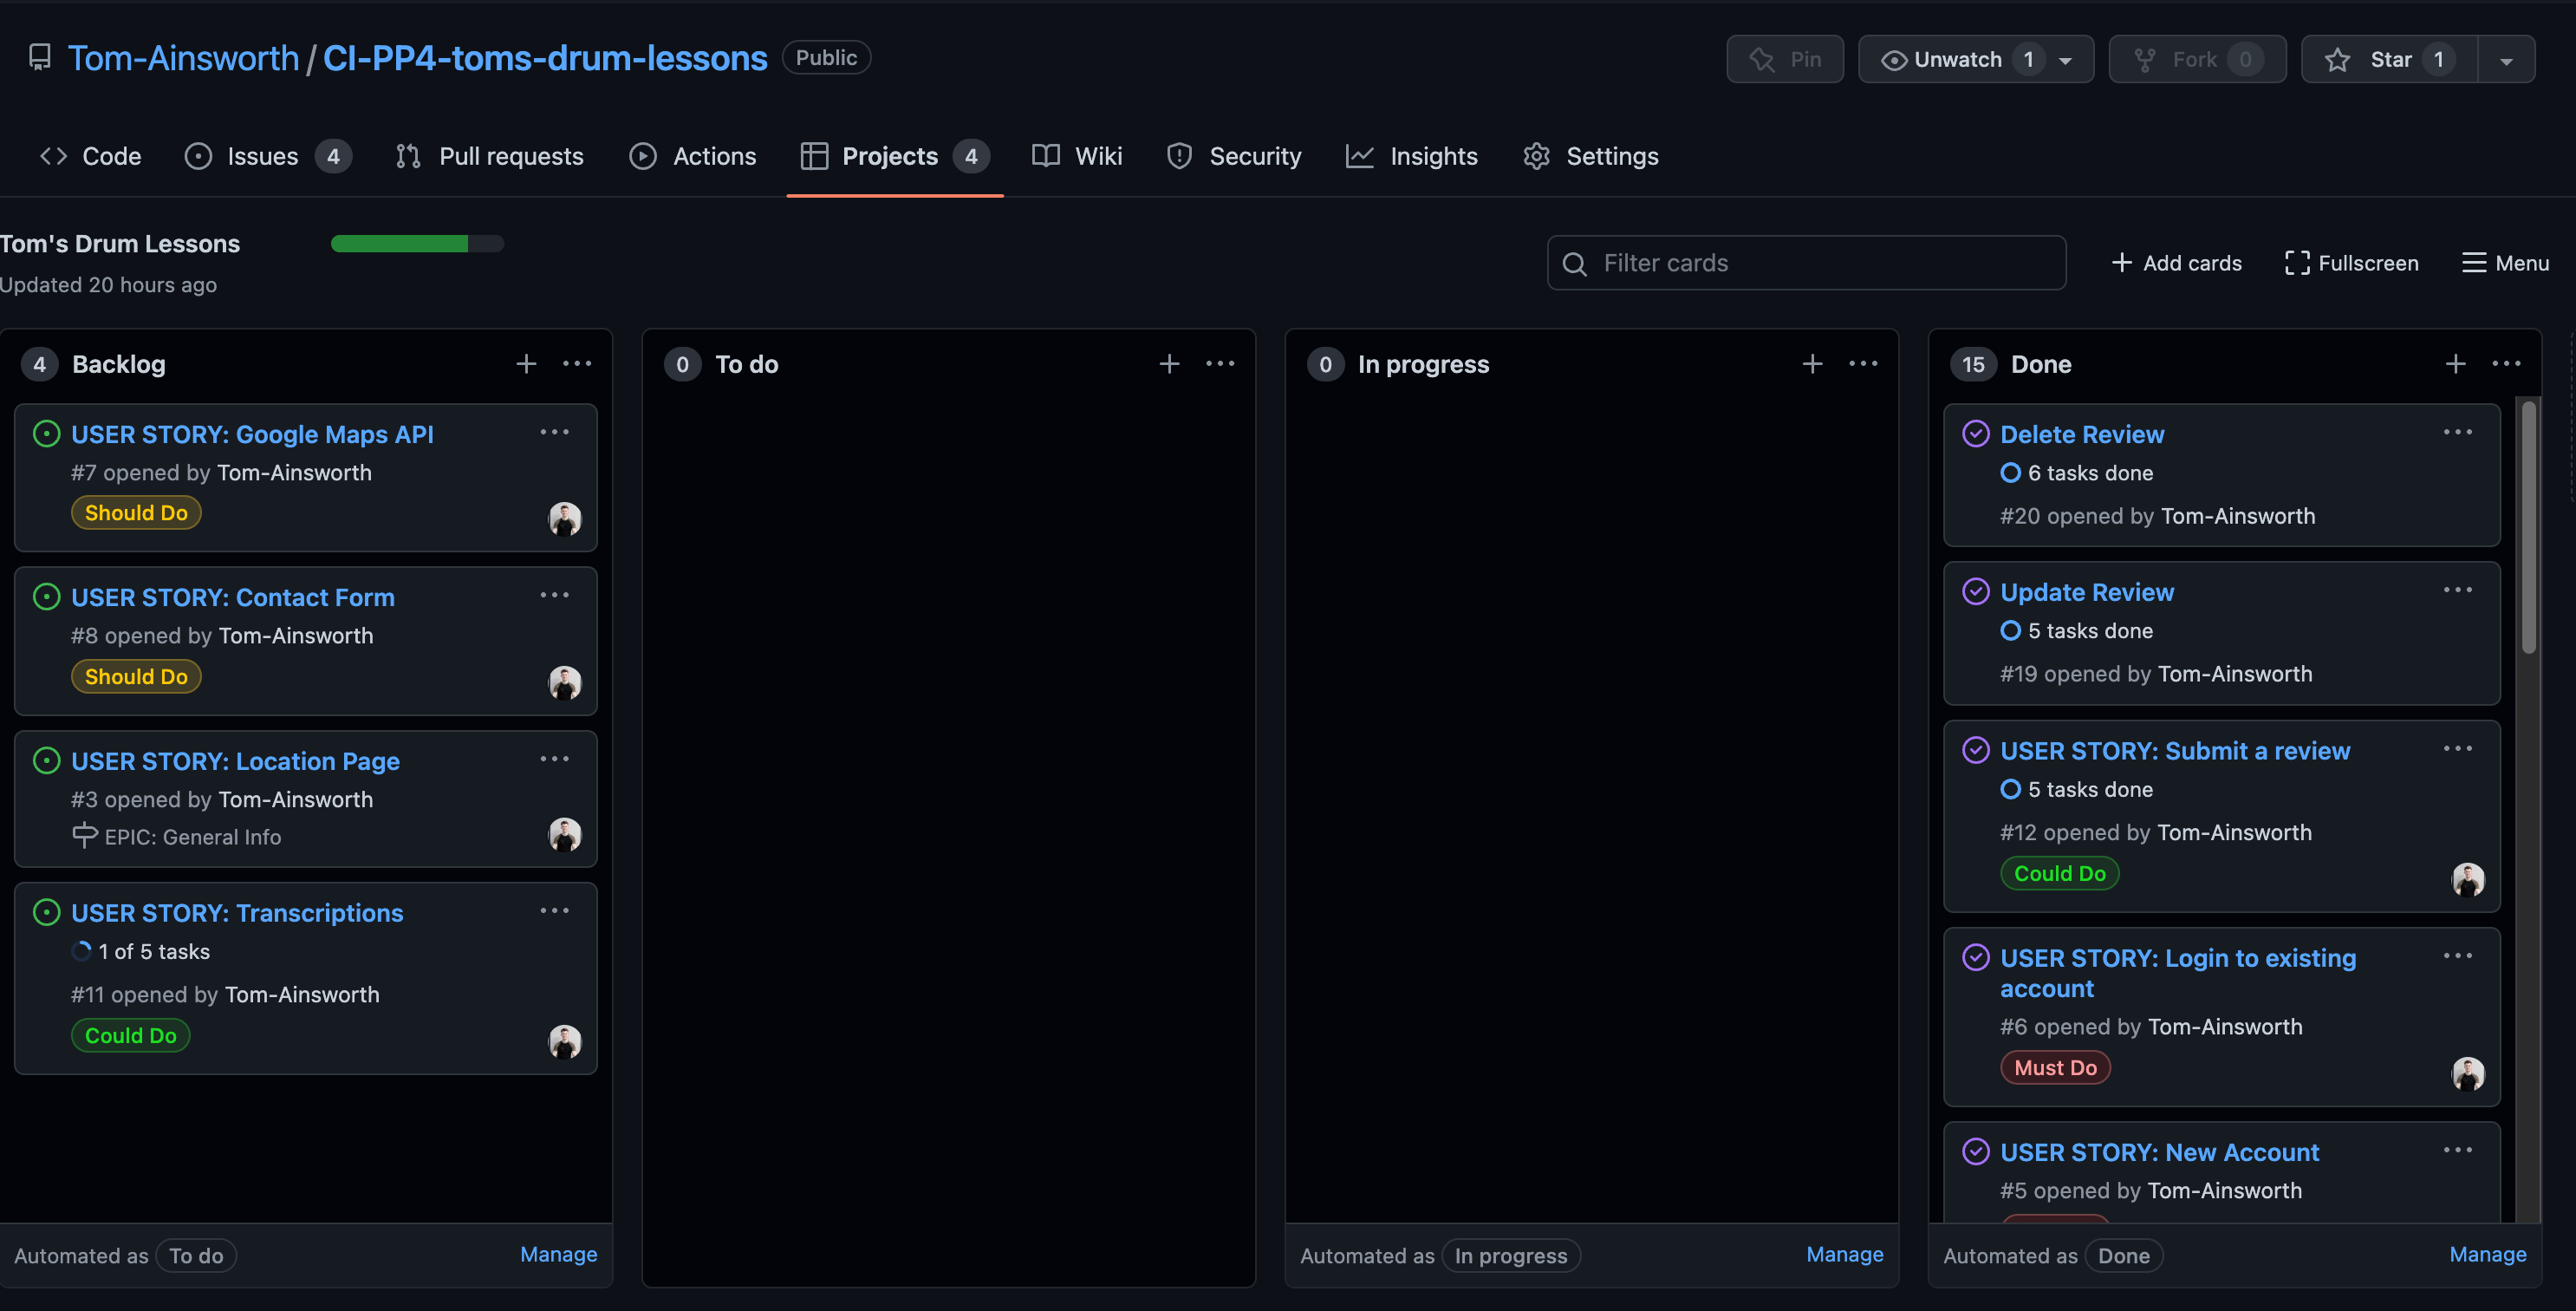 Tom-Ainsworth / CI-PP4-toms-drum-lessons Public
Pin Unwatch 1 Fork 0 Star 1
Code Issues 4 Pull requests Actions Projects 4 Wiki Security Insights Settings
Tom's Drum Lessons
Updated 20 hours ago
Filter cards
Add cards Fullscreen Menu
4 Backlog
USER STORY: Google Maps API
#7 opened by Tom-Ainsworth
Should Do
USER STORY: Contact Form
#8 opened by Tom-Ainsworth
Should Do
USER STORY: Location Page
#3 opened by Tom-Ainsworth
EPIC: General Info
USER STORY: Transcriptions
1 of 5 tasks
#11 opened by Tom-Ainsworth
Could Do
Automated as To do Manage
0 To do
0 In progress
Automated as In progress Manage
15 Done
Delete Review
6 tasks done
#20 opened by Tom-Ainsworth
Update Review
5 tasks done
#19 opened by Tom-Ainsworth
USER STORY: Submit a review
5 tasks done
#12 opened by Tom-Ainsworth
Could Do
USER STORY: Login to existing
account
#6 opened by Tom-Ainsworth
Must Do
USER STORY: New Account
#5 opened by Tom-Ainsworth
Automated as Done Manage